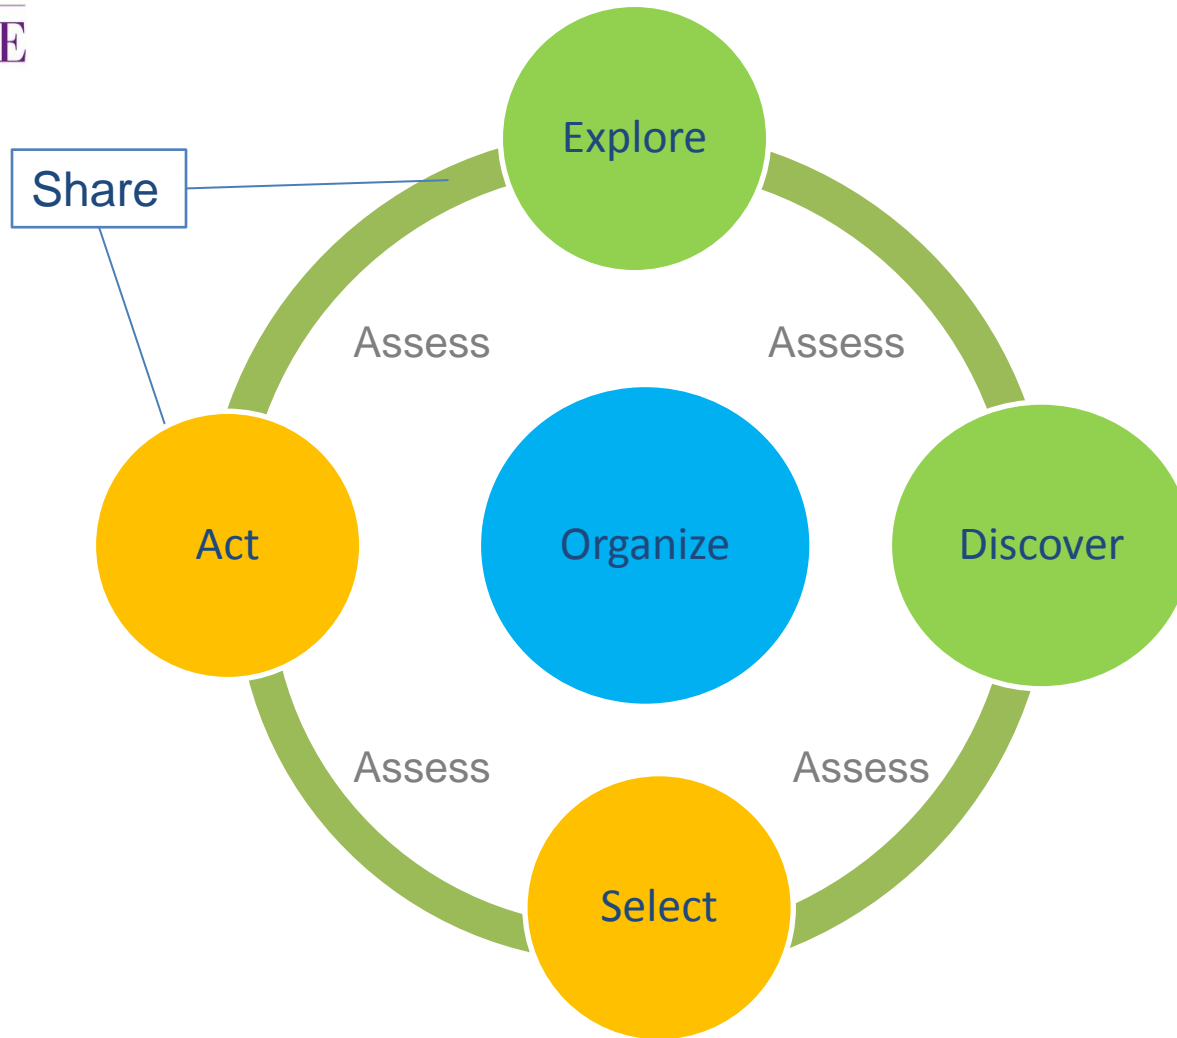 E
Explore
Share
Assess
Assess
Act
Organize
Discover
Assess
Assess
Select